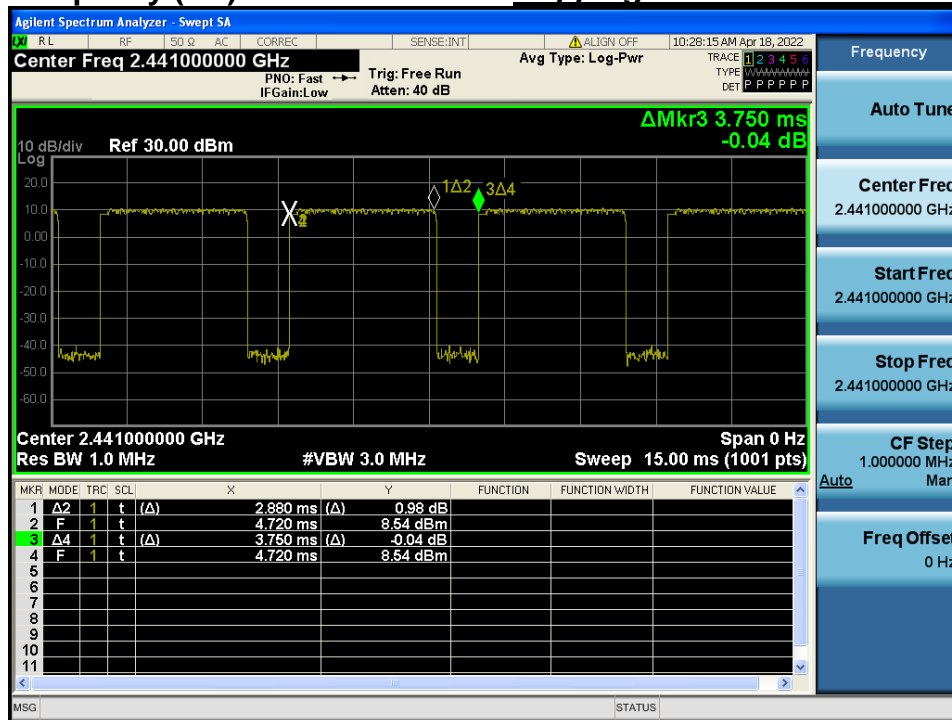 Agilent Spectrum Analyzer - Swept SA
LXI RL RF 50 Ω AC CORREC SENSE:INT ALIGN OFF 10:28:15 AM Apr 18, 2022
Center Freq 2.441000000 GHz
PNO: Fast
IFGain:Low
Trig: Free Run
Atten: 40 dB
Avg Type: Log-Pwr
TRACE 1 2 3 4 5 6
TYPE
DET P P P P P P
ΔMkr3 3.750 ms
-0.04 dB
10 dB/div Ref 30.00 dBm
Log
20.0
10.0
0.00
-10.0
-20.0
-30.0
-40.0
-50.0
-60.0
X
1Δ2
3Δ4
Center 2.441000000 GHz Span 0 Hz
Res BW 1.0 MHz #VBW 3.0 MHz Sweep 15.00 ms (1001 pts)
MKR MODE TRC SCL X Y FUNCTION FUNCTION WIDTH FUNCTION VALUE
1 Δ2 1 t (Δ) 2.880 ms (Δ) 0.98 dB
2 F 1 t 4.720 ms 8.54 dBm
3 Δ4 1 t (Δ) 3.750 ms (Δ) -0.04 dB
4 F 1 t 4.720 ms 8.54 dBm
5
6
7
8
9
10
11
MSG STATUS
Frequency
Auto Tune
Center Freq
2.441000000 GHz
Start Freq
2.441000000 GHz
Stop Freq
2.441000000 GHz
CF Step
1.000000 MHz
Auto Man
Freq Offset
0 Hz